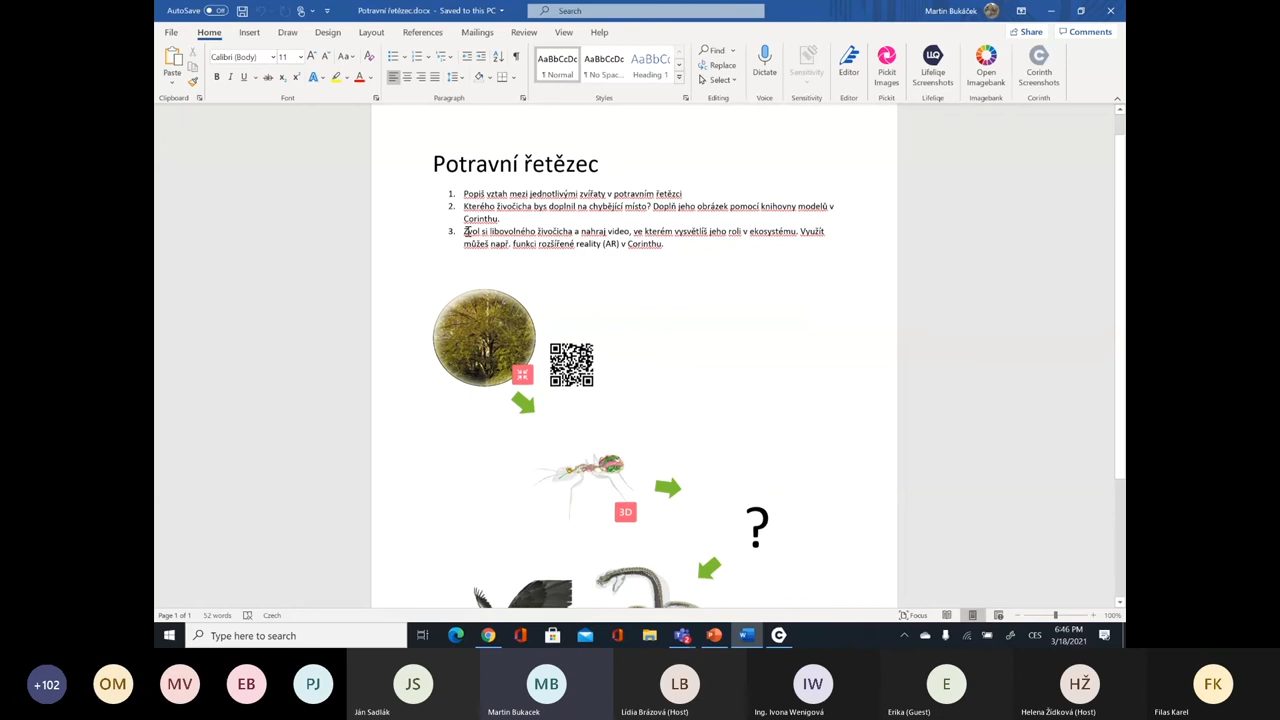 AutoSave Off Potravní řetězec.docx - Saved to this PC Search Martin Bukáček
File Home Insert Draw Design Layout References Mailings Review View Help Share Comments
Calibri (Body) 11 AaBbCcDc AaBbCcDc AaBbCc Find
Replace
Select
Paste ¶ Normal ¶ No Spac... Heading 1 Dictate Sensitivity Editor Pickit Images Lifeliqe Screenshots Open Imagebank Corinth Screenshots
Clipboard Font Paragraph Styles Editing Voice Sensitivity Editor Pickit Lifeliqe Imagebank Corinth
Potravní řetězec
1. Popiš vztah mezi jednotlivými zvířaty v potravním řetězci
2. Kterého živočicha bys doplnil na chybějící místo? Doplň jeho obrázek pomocí knihovny modelů v
Corinthu.
3. Zvol si libovolného živočicha a nahraj video, ve kterém vysvětlíš jeho roli v ekosystému. Využít
můžeš např. funkci rozšířené reality (AR) v Corinthu.
3D
?
Page 1 of 1 52 words Czech Focus 100%
Type here to search CES 6:46 PM
3/18/2021
+102 OM MV EB PJ JS MB LB IW E HŽ FK
Ján Sadlák Martin Bukacek Lídia Brázová (Host) Ing. Ivona Wenigová Erika (Guest) Helena Žídková (Host) Filas Karel